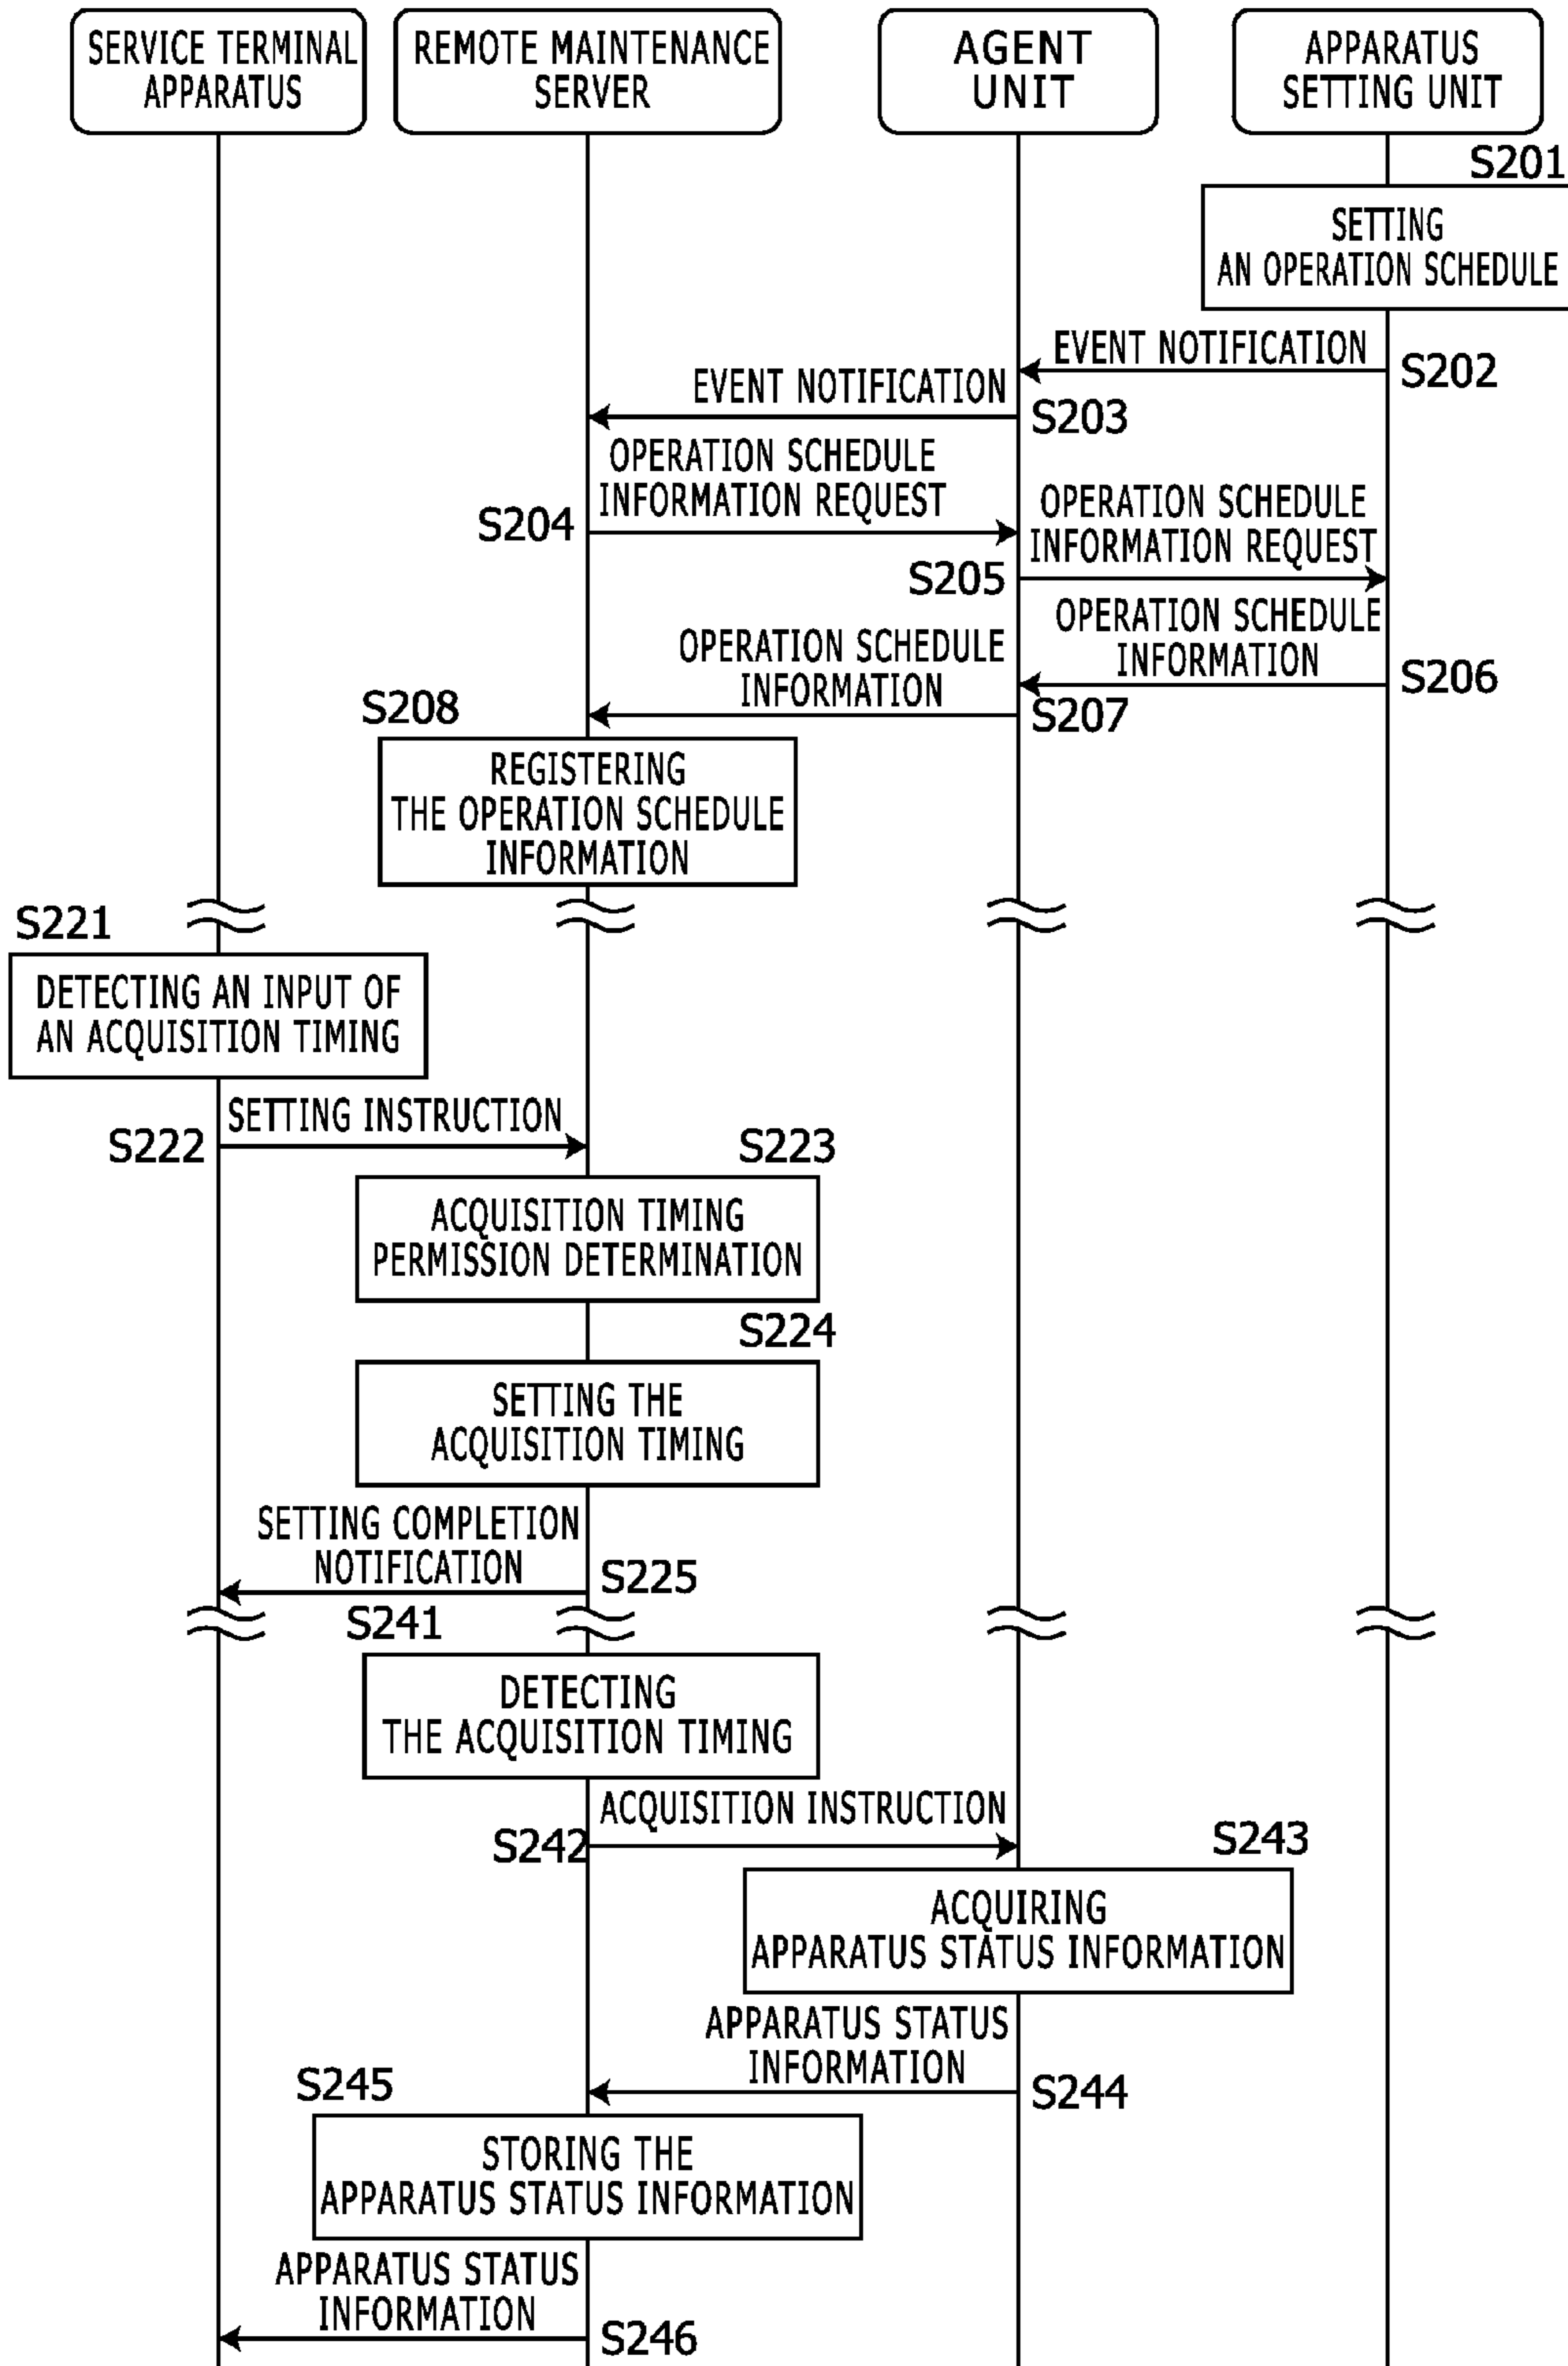 SERVICE TERMINAL
APPARATUS
REMOTE MAINTENANCE
SERVER
AGENT
UNIT
APPARATUS
SETTING UNIT
S201
SETTING
AN OPERATION SCHEDULE
EVENT NOTIFICATION
S202
EVENT NOTIFICATION
S203
OPERATION SCHEDULE
INFORMATION REQUEST
S204
OPERATION SCHEDULE
INFORMATION REQUEST
S205
OPERATION SCHEDULE
INFORMATION
S206
OPERATION SCHEDULE
INFORMATION
S207
S208
REGISTERING
THE OPERATION SCHEDULE
INFORMATION
S221
DETECTING AN INPUT OF
AN ACQUISITION TIMING
SETTING INSTRUCTION
S222
S223
ACQUISITION TIMING
PERMISSION DETERMINATION
S224
SETTING THE
ACQUISITION TIMING
SETTING COMPLETION
NOTIFICATION
S225
S241
DETECTING
THE ACQUISITION TIMING
ACQUISITION INSTRUCTION
S242
S243
ACQUIRING
APPARATUS STATUS INFORMATION
APPARATUS STATUS
INFORMATION
S244
S245
STORING THE
APPARATUS STATUS INFORMATION
APPARATUS STATUS
INFORMATION
S246